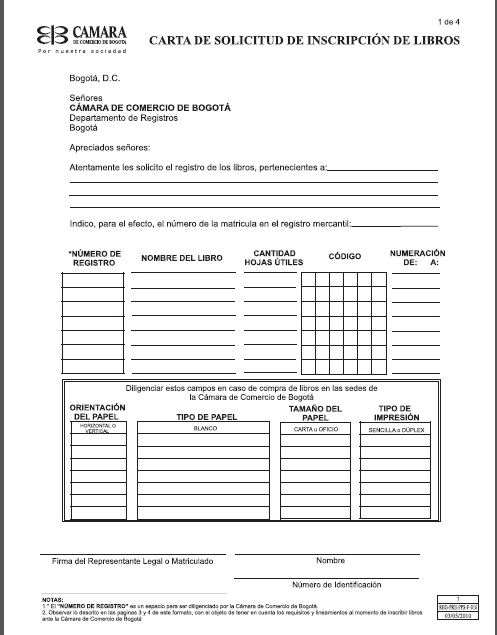 1 de 4
CAMARA
DE COMERCIO DE BOGOTÁ
Por nuestra sociedad
CARTA DE SOLICITUD DE INSCRIPCIÓN DE LIBROS
Bogotá, D.C.
Señores
CÁMARA DE COMERCIO DE BOGOTÁ
Departamento de Registros
Bogotá
Apreciados señores:
Atentamente les solicito el registro de los libros, pertenecientes a:
Indico, para el efecto, el número de la matricula en el registro mercantil:
*NÚMERO DE REGISTRO NOMBRE DEL LIBRO CANTIDAD HOJAS ÚTILES CÓDIGO NUMERACIÓN DE: A:
Diligenciar estos campos en caso de compra de libros en las sedes de
la Cámara de Comercio de Bogotá
ORIENTACIÓN DEL PAPEL TIPO DE PAPEL TAMAÑO DEL PAPEL TIPO DE IMPRESIÓN
HORIZONTAL O VERTICAL BLANCO CARTA u OFICIO SENCILLA o DÚPLEX
Firma del Representante Legal o Matriculado Nombre
Número de Identificación
NOTAS:
1.* El "NÚMERO DE REGISTRO" es un espacio para ser diligenciado por la Cámara de Comercio de Bogotá.
2. Observar lo descrito en las paginas 3 y 4 de este formato, con el objeto de tener en cuenta los requisitos y lineamientos al momento de inscribir libros
ante la Cámara de Comercio de Bogotá
7
03/05/2010